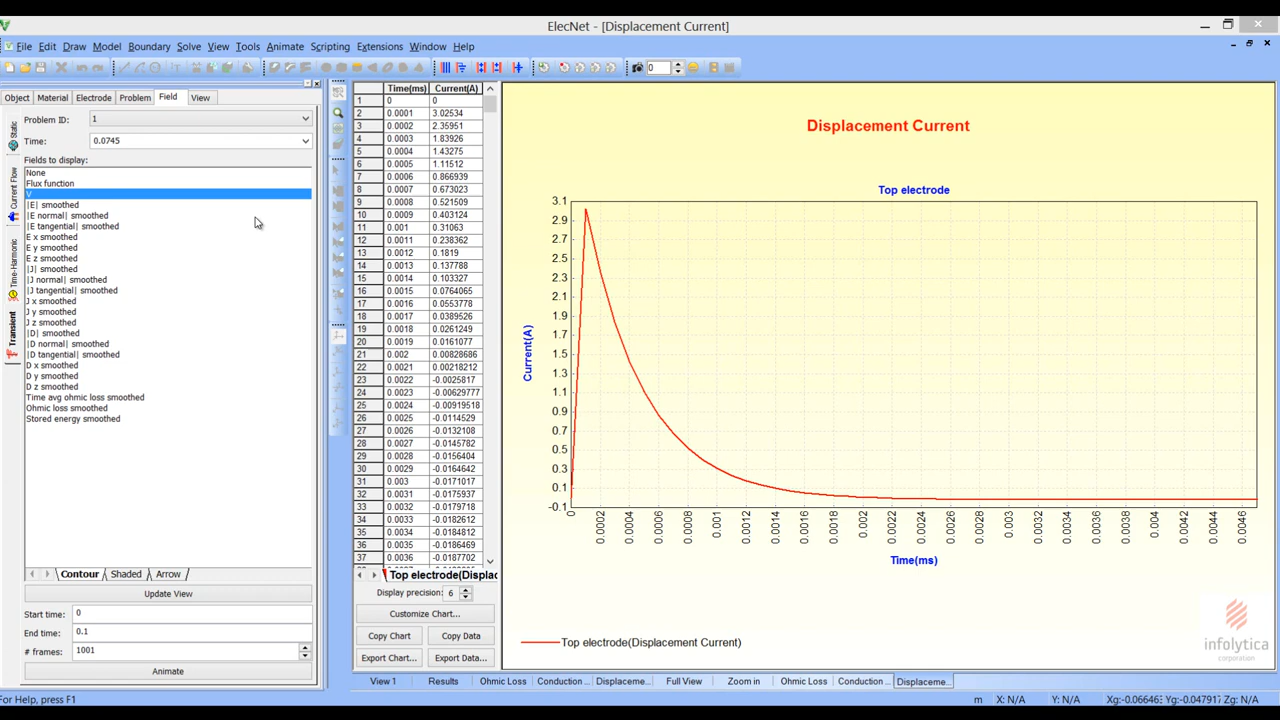 ElecNet - [Displacement Current]
File Edit Draw Model Boundary Solve View Tools Animate Scripting Extensions Window Help
0
Object Material Electrode Problem Field View
Problem ID: 1
Time: 0.0745
Fields to display:
None
Flux function
V
|E| smoothed
|E normal| smoothed
|E tangential| smoothed
E x smoothed
E y smoothed
E z smoothed
|J| smoothed
|J normal| smoothed
|J tangential| smoothed
J x smoothed
J y smoothed
J z smoothed
|D| smoothed
|D normal| smoothed
|D tangential| smoothed
D x smoothed
D y smoothed
D z smoothed
Time avg ohmic loss smoothed
Ohmic loss smoothed
Stored energy smoothed
Static
Current Flow
Time-Harmonic
Transient
Contour Shaded Arrow
Update View
Start time: 0
End time: 0.1
# frames: 1001
Animate
Time(ms) Current(A)
1 0 0
2 0.0001 3.02534
3 0.0002 2.35951
4 0.0003 1.83926
5 0.0004 1.43275
6 0.0005 1.11512
7 0.0006 0.866939
8 0.0007 0.673023
9 0.0008 0.521509
10 0.0009 0.403124
11 0.001 0.31063
12 0.0011 0.238362
13 0.0012 0.1819
14 0.0013 0.137788
15 0.0014 0.103327
16 0.0015 0.0764065
17 0.0016 0.0553778
18 0.0017 0.0389526
19 0.0018 0.0261249
20 0.0019 0.0161077
21 0.002 0.00828686
22 0.0021 0.00218212
23 0.0022 -0.0025817
24 0.0023 -0.00629777
25 0.0024 -0.00919518
26 0.0025 -0.0114529
27 0.0026 -0.0132108
28 0.0027 -0.0145782
29 0.0028 -0.0156404
30 0.0029 -0.0164642
31 0.003 -0.0171017
32 0.0031 -0.0175937
33 0.0032 -0.0179718
34 0.0033 -0.0182612
35 0.0034 -0.0184812
36 0.0035 -0.0186469
37 0.0036 -0.0187702
Top electrode(Displac
Display precision: 6
Customize Chart...
Copy Chart Copy Data
Export Chart... Export Data...
Displacement Current
Top electrode
3.1
2.9
2.7
2.5
2.3
2.1
1.9
1.7
1.5
1.3
1.1
0.9
0.7
0.5
0.3
0.1
-0.1
Current(A)
0 0.0002 0.0004 0.0006 0.0008 0.001 0.0012 0.0014 0.0016 0.0018 0.002 0.0022 0.0024 0.0026 0.0028 0.003 0.0032 0.0034 0.0036 0.0038 0.004 0.0042 0.0044 0.0046
Time(ms)
Top electrode(Displacement Current)
infolytica
corporation
View 1 Results Ohmic Loss Conduction ... Displaceme... Full View Zoom in Ohmic Loss Conduction ... Displaceme...
For Help, press F1 m X: N/A Y: N/A Xg:-0.06646 Yg:-0.04791 Zg: N/A